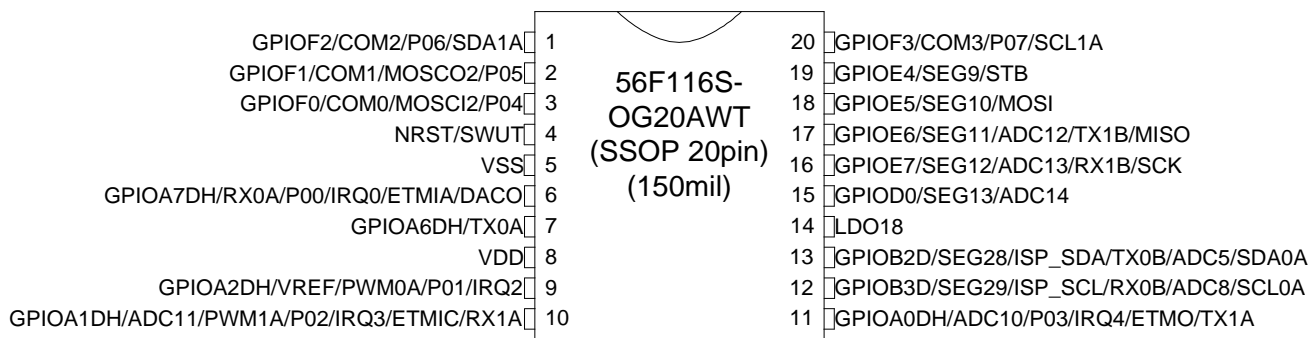 GPIOF2/COM2/P06/SDA1A 1 20 GPIOF3/COM3/P07/SCL1A
GPIOF1/COM1/MOSCO2/P05 2 19 GPIOE4/SEG9/STB
GPIOF0/COM0/MOSCI2/P04 3 18 GPIOE5/SEG10/MOSI
NRST/SWUT 4 17 GPIOE6/SEG11/ADC12/TX1B/MISO
VSS 5 16 GPIOE7/SEG12/ADC13/RX1B/SCK
GPIOA7DH/RX0A/P00/IRQ0/ETMIA/DACO 6 15 GPIOD0/SEG13/ADC14
GPIOA6DH/TX0A 7 14 LDO18
VDD 8 13 GPIOB2D/SEG28/ISP_SDA/TX0B/ADC5/SDA0A
GPIOA2DH/VREF/PWM0A/P01/IRQ2 9 12 GPIOB3D/SEG29/ISP_SCL/RX0B/ADC8/SCL0A
GPIOA1DH/ADC11/PWM1A/P02/IRQ3/ETMIC/RX1A 10 11 GPIOA0DH/ADC10/P03/IRQ4/ETMO/TX1A
56F116S-
OG20AWT
(SSOP 20pin)
(150mil)